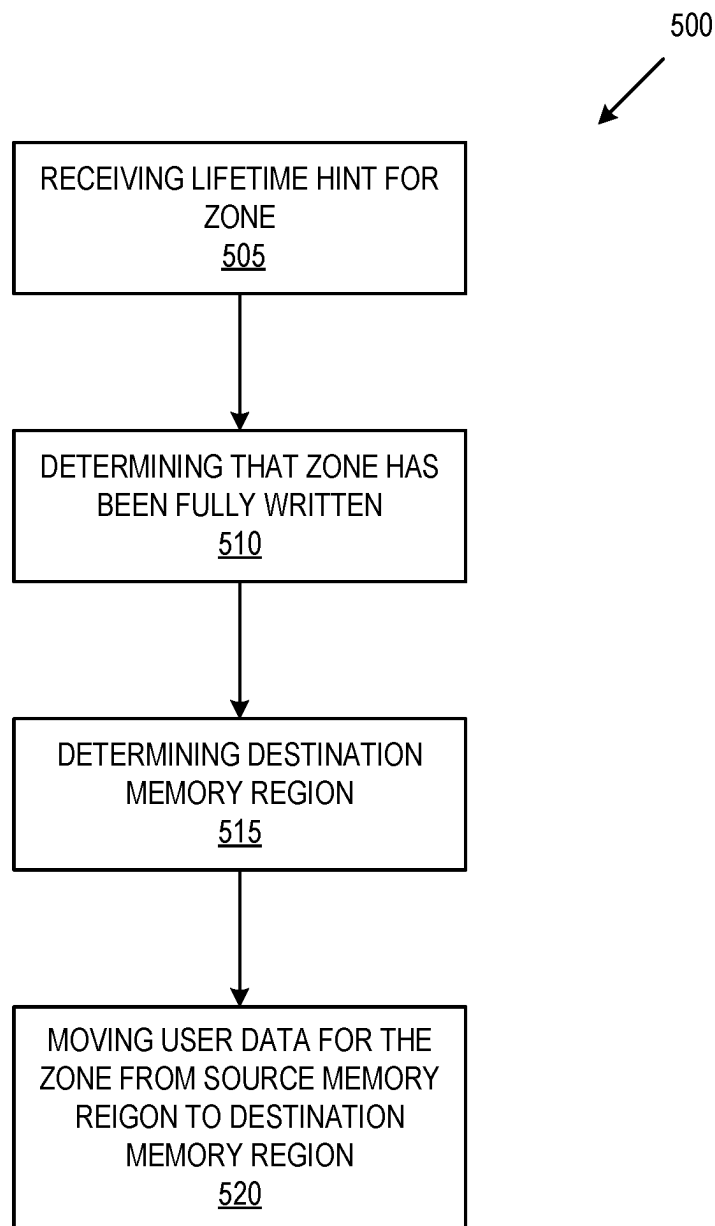 500
RECEIVING LIFETIME HINT FOR
ZONE
505
DETERMINING THAT ZONE HAS
BEEN FULLY WRITTEN
510
DETERMINING DESTINATION
MEMORY REGION
515
MOVING USER DATA FOR THE
ZONE FROM SOURCE MEMORY
REIGON TO DESTINATION
MEMORY REGION
520